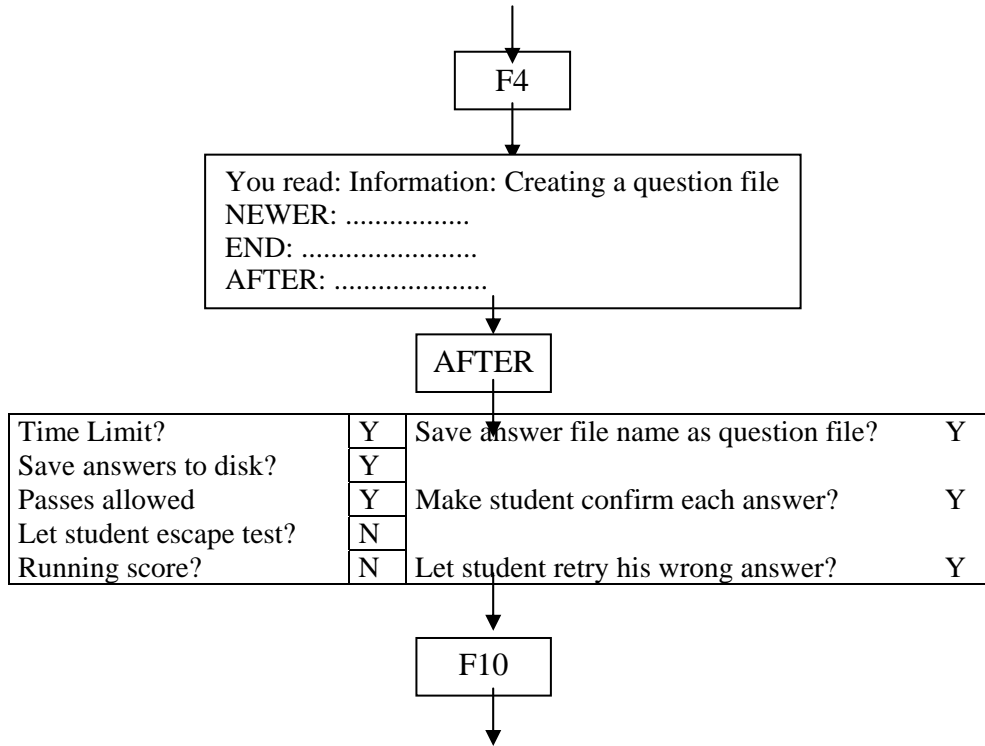 F4
You read: Information: Creating a question file
NEWER: .................
END: ........................
AFTER: .....................
AFTER
Time Limit? Y Save answer file name as question file? Y
Save answers to disk? Y
Passes allowed Y Make student confirm each answer? Y
Let student escape test? N
Running score? N Let student retry his wrong answer? Y
F10